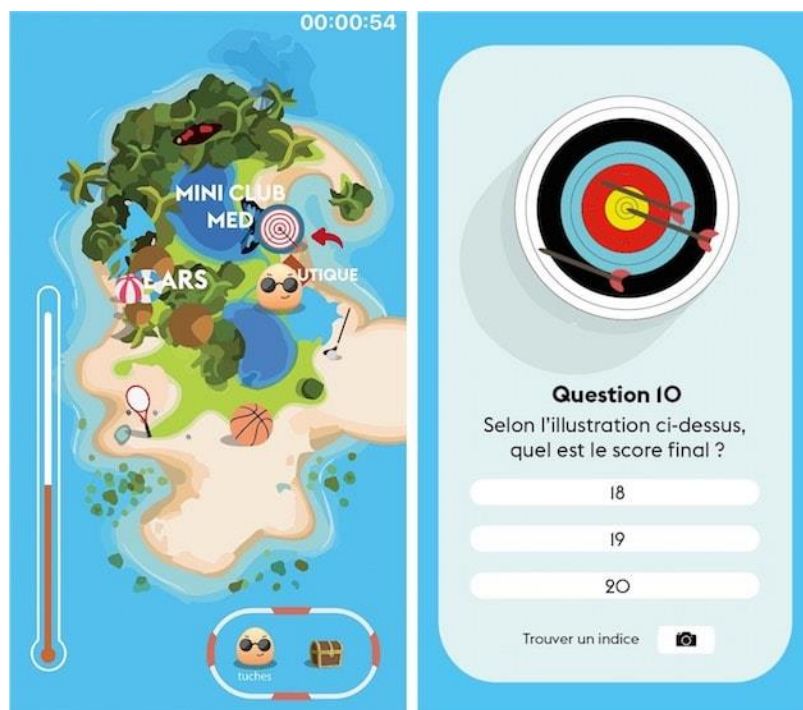 00:00:54
MINI CLUB
MED
ARS
UTIQUE
tuches
Question 10
Selon l'illustration ci-dessus,
quel est le score final ?
18
19
20
Trouver un indice